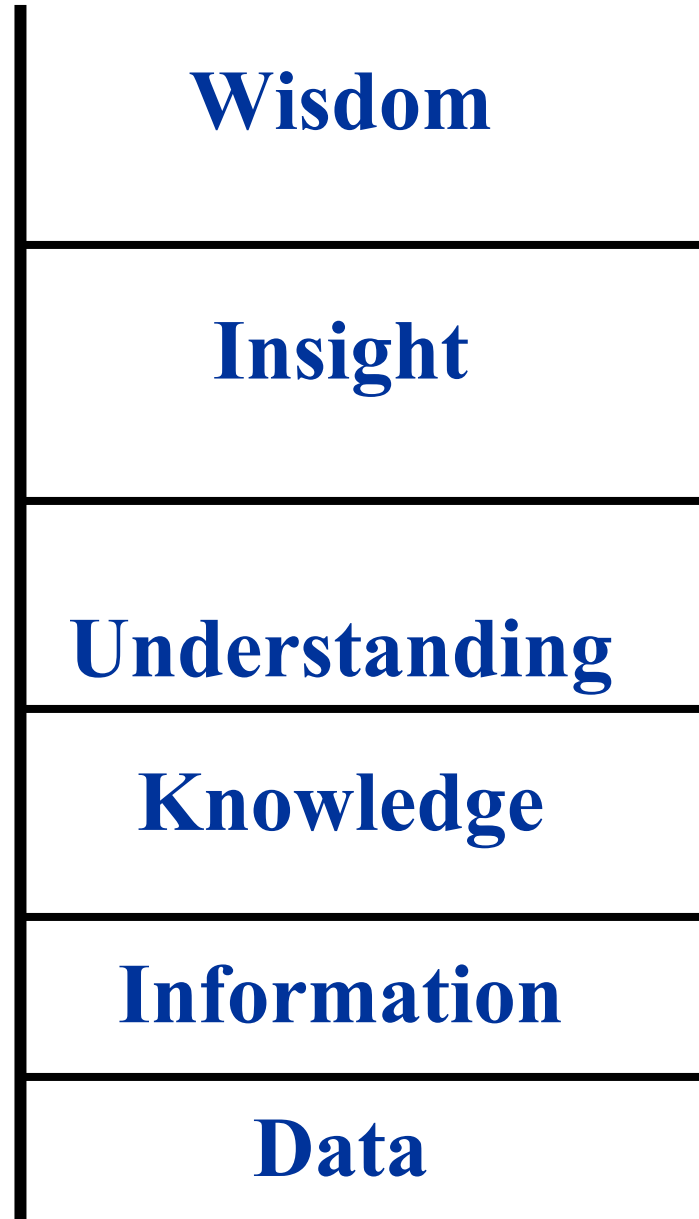 Wisdom
Insight
Understanding
Knowledge
Information
Data